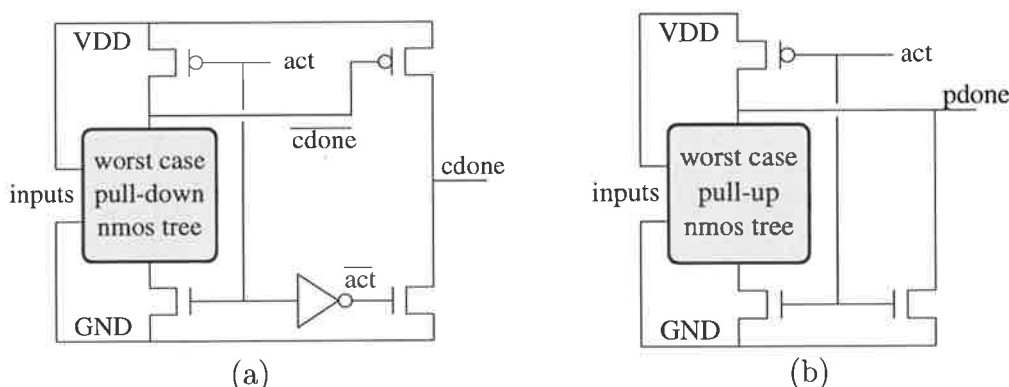 VDD
act
cdone
worst case
pull-down
nmos tree
inputs
cdone
act
GND
(a)
VDD
act
pdone
worst case
pull-up
nmos tree
inputs
GND
(b)